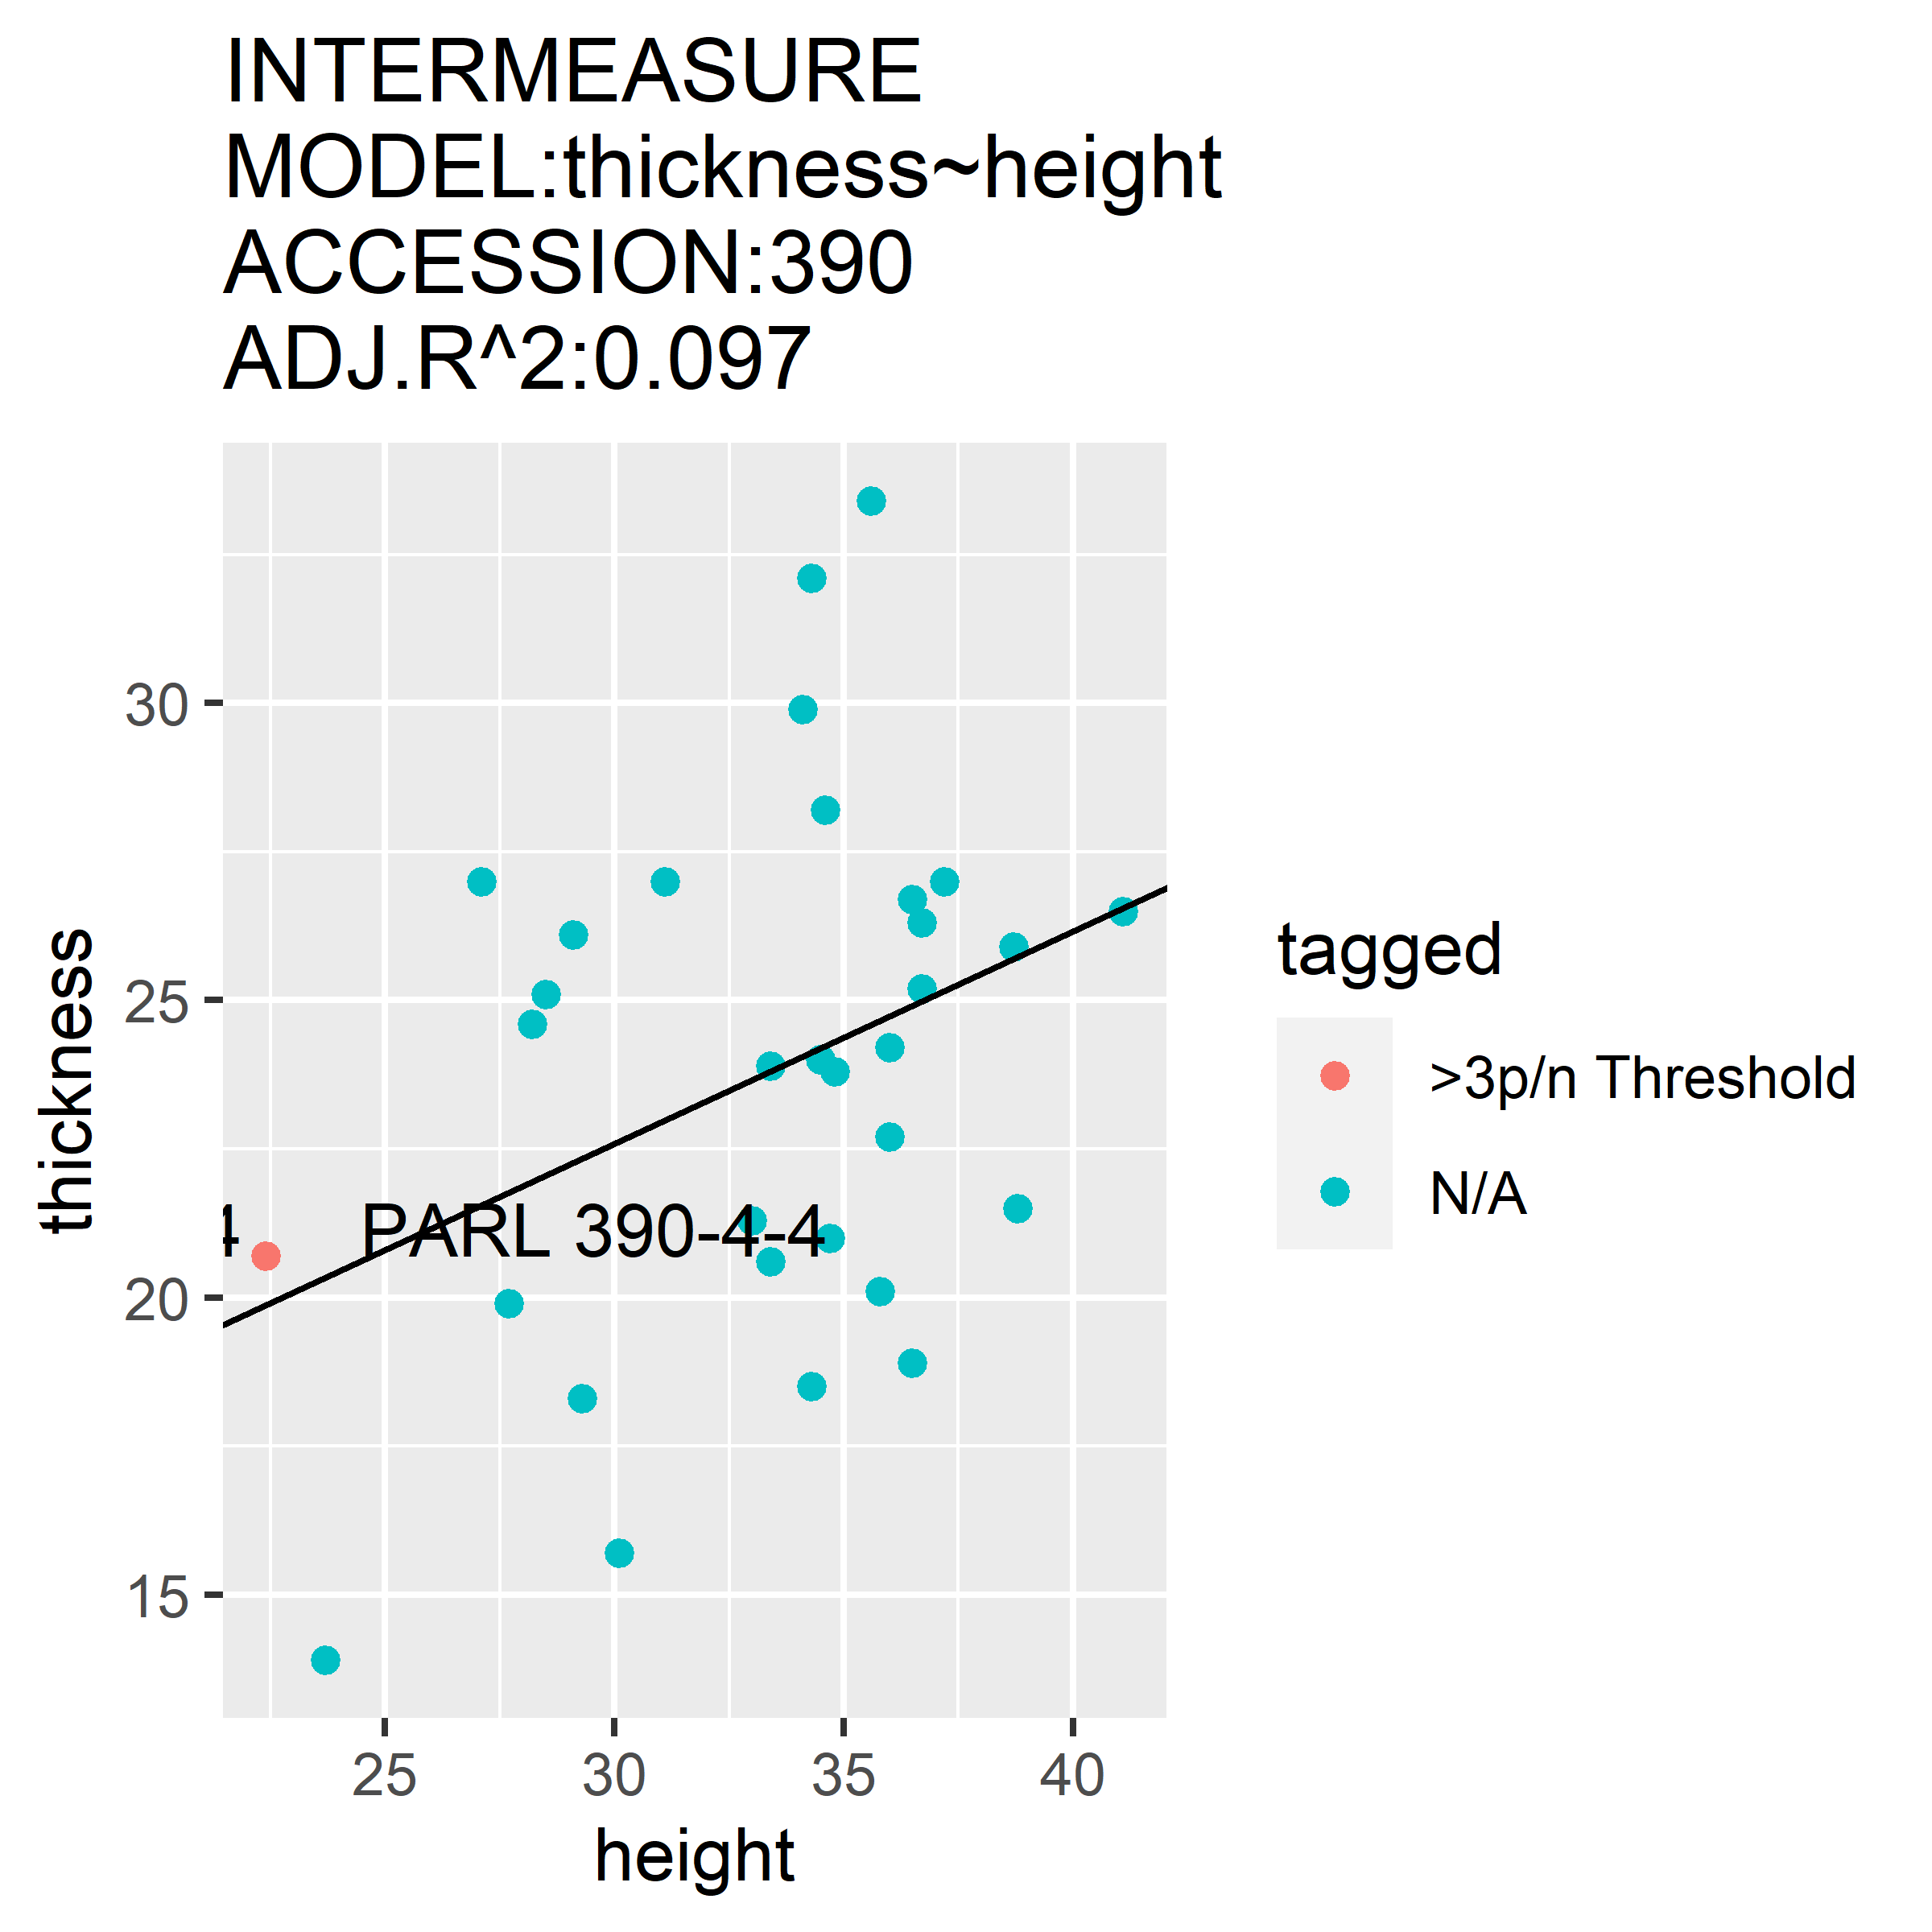 INTERMEASURE
MODEL:thickness~height
ACCESSION:390
ADJ.R^2:0.097
thickness
30
25
20
15
4 PARL 390-4-4
25 30 35 40
height
tagged
>3p/n Threshold
N/A